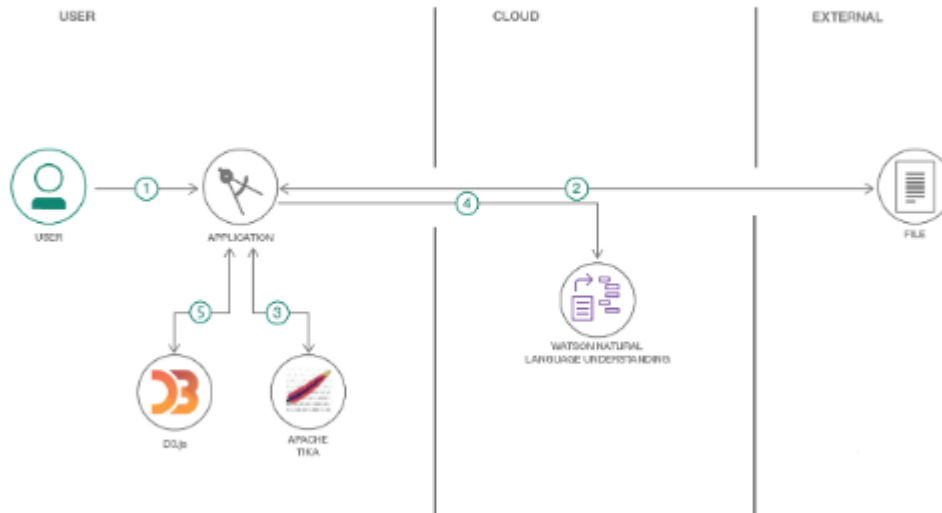 USER
CLOUD
EXTERNAL
1
2
4
USER
APPLICATION
FILE
5
3
WATSON NATURAL
LANGUAGE UNDERSTANDING
D3.js
APACHE
TIKA